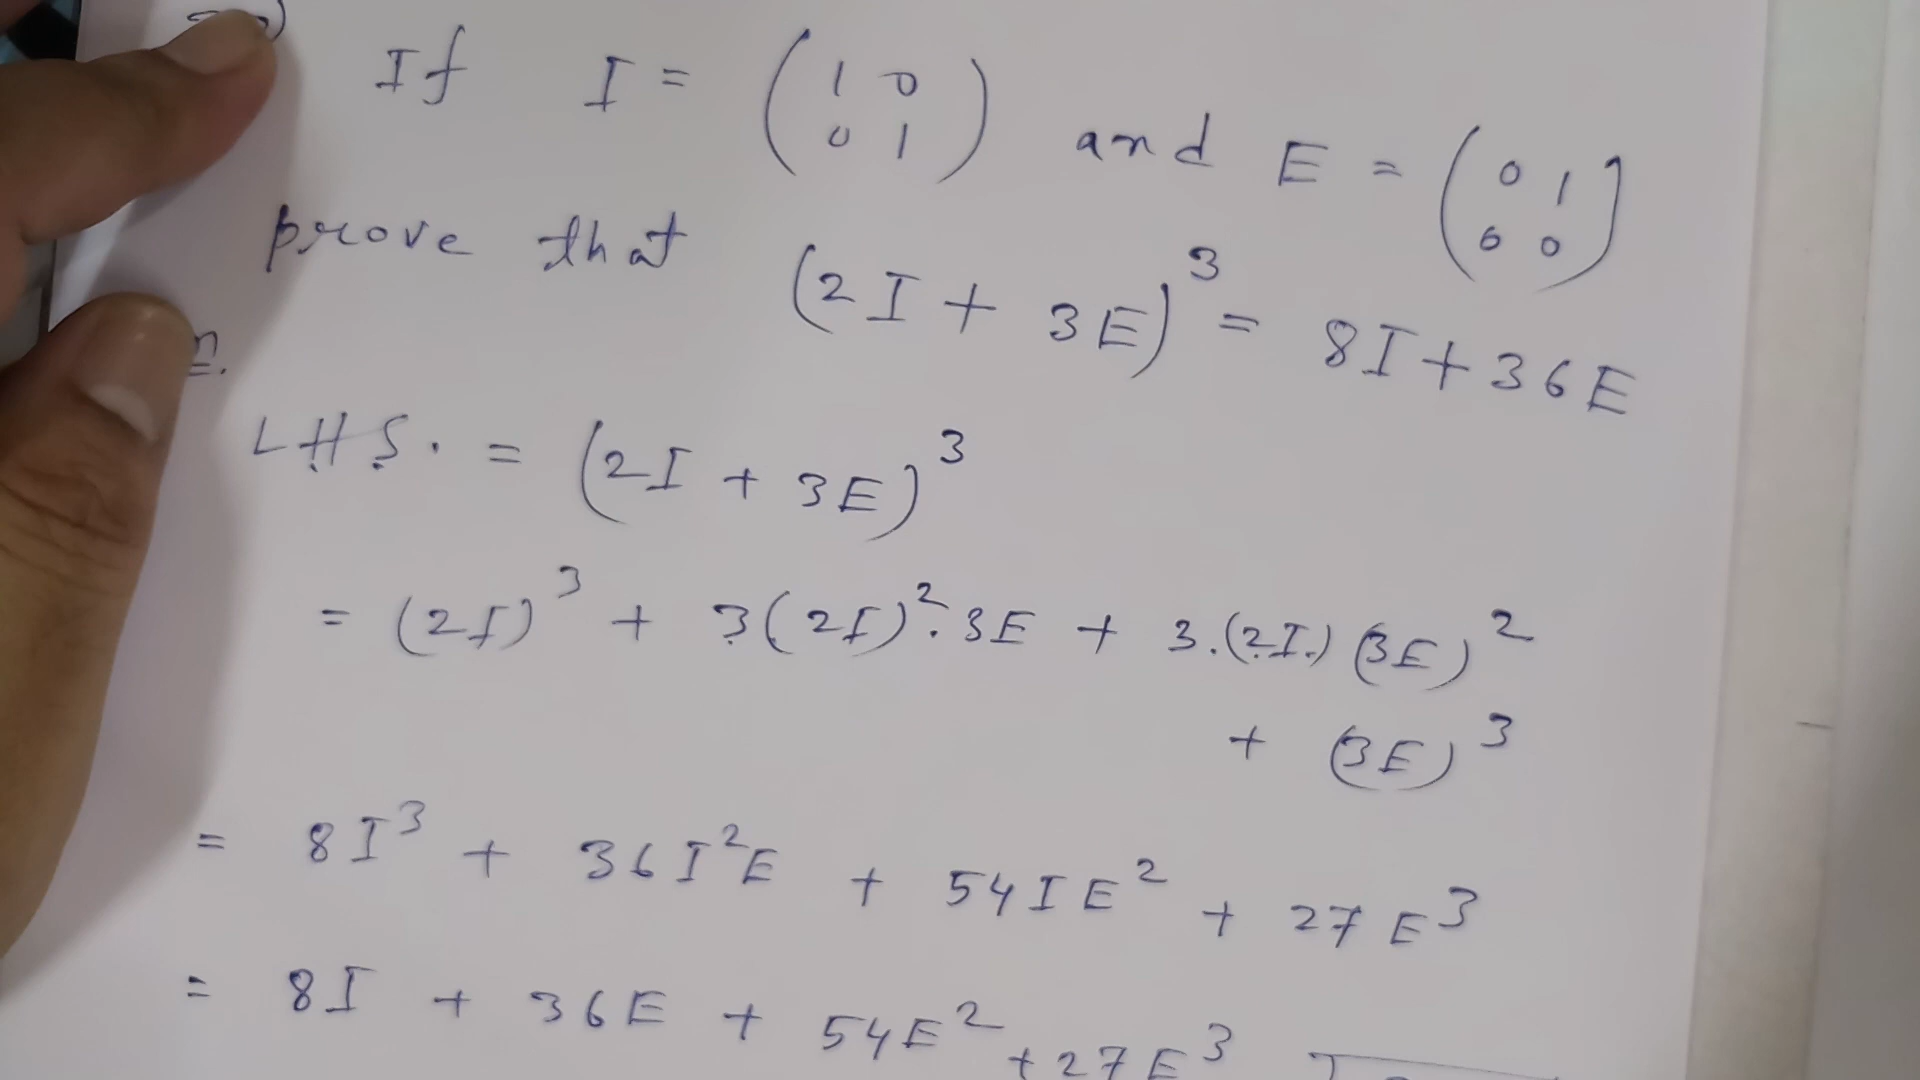 If I = ( 1 0
0 1 ) and E = ( 0 1
0 0 )
prove that (2I + 3E)³ = 8I + 36E
n.
LHS. = (2I + 3E)³
= (2I)³ + 3(2I)².3E + 3.(2I.)(3E)²
+ (3E)³
= 8I³ + 36I²E + 54IE² + 27E³
= 8I + 36E + 54E² + 27E³